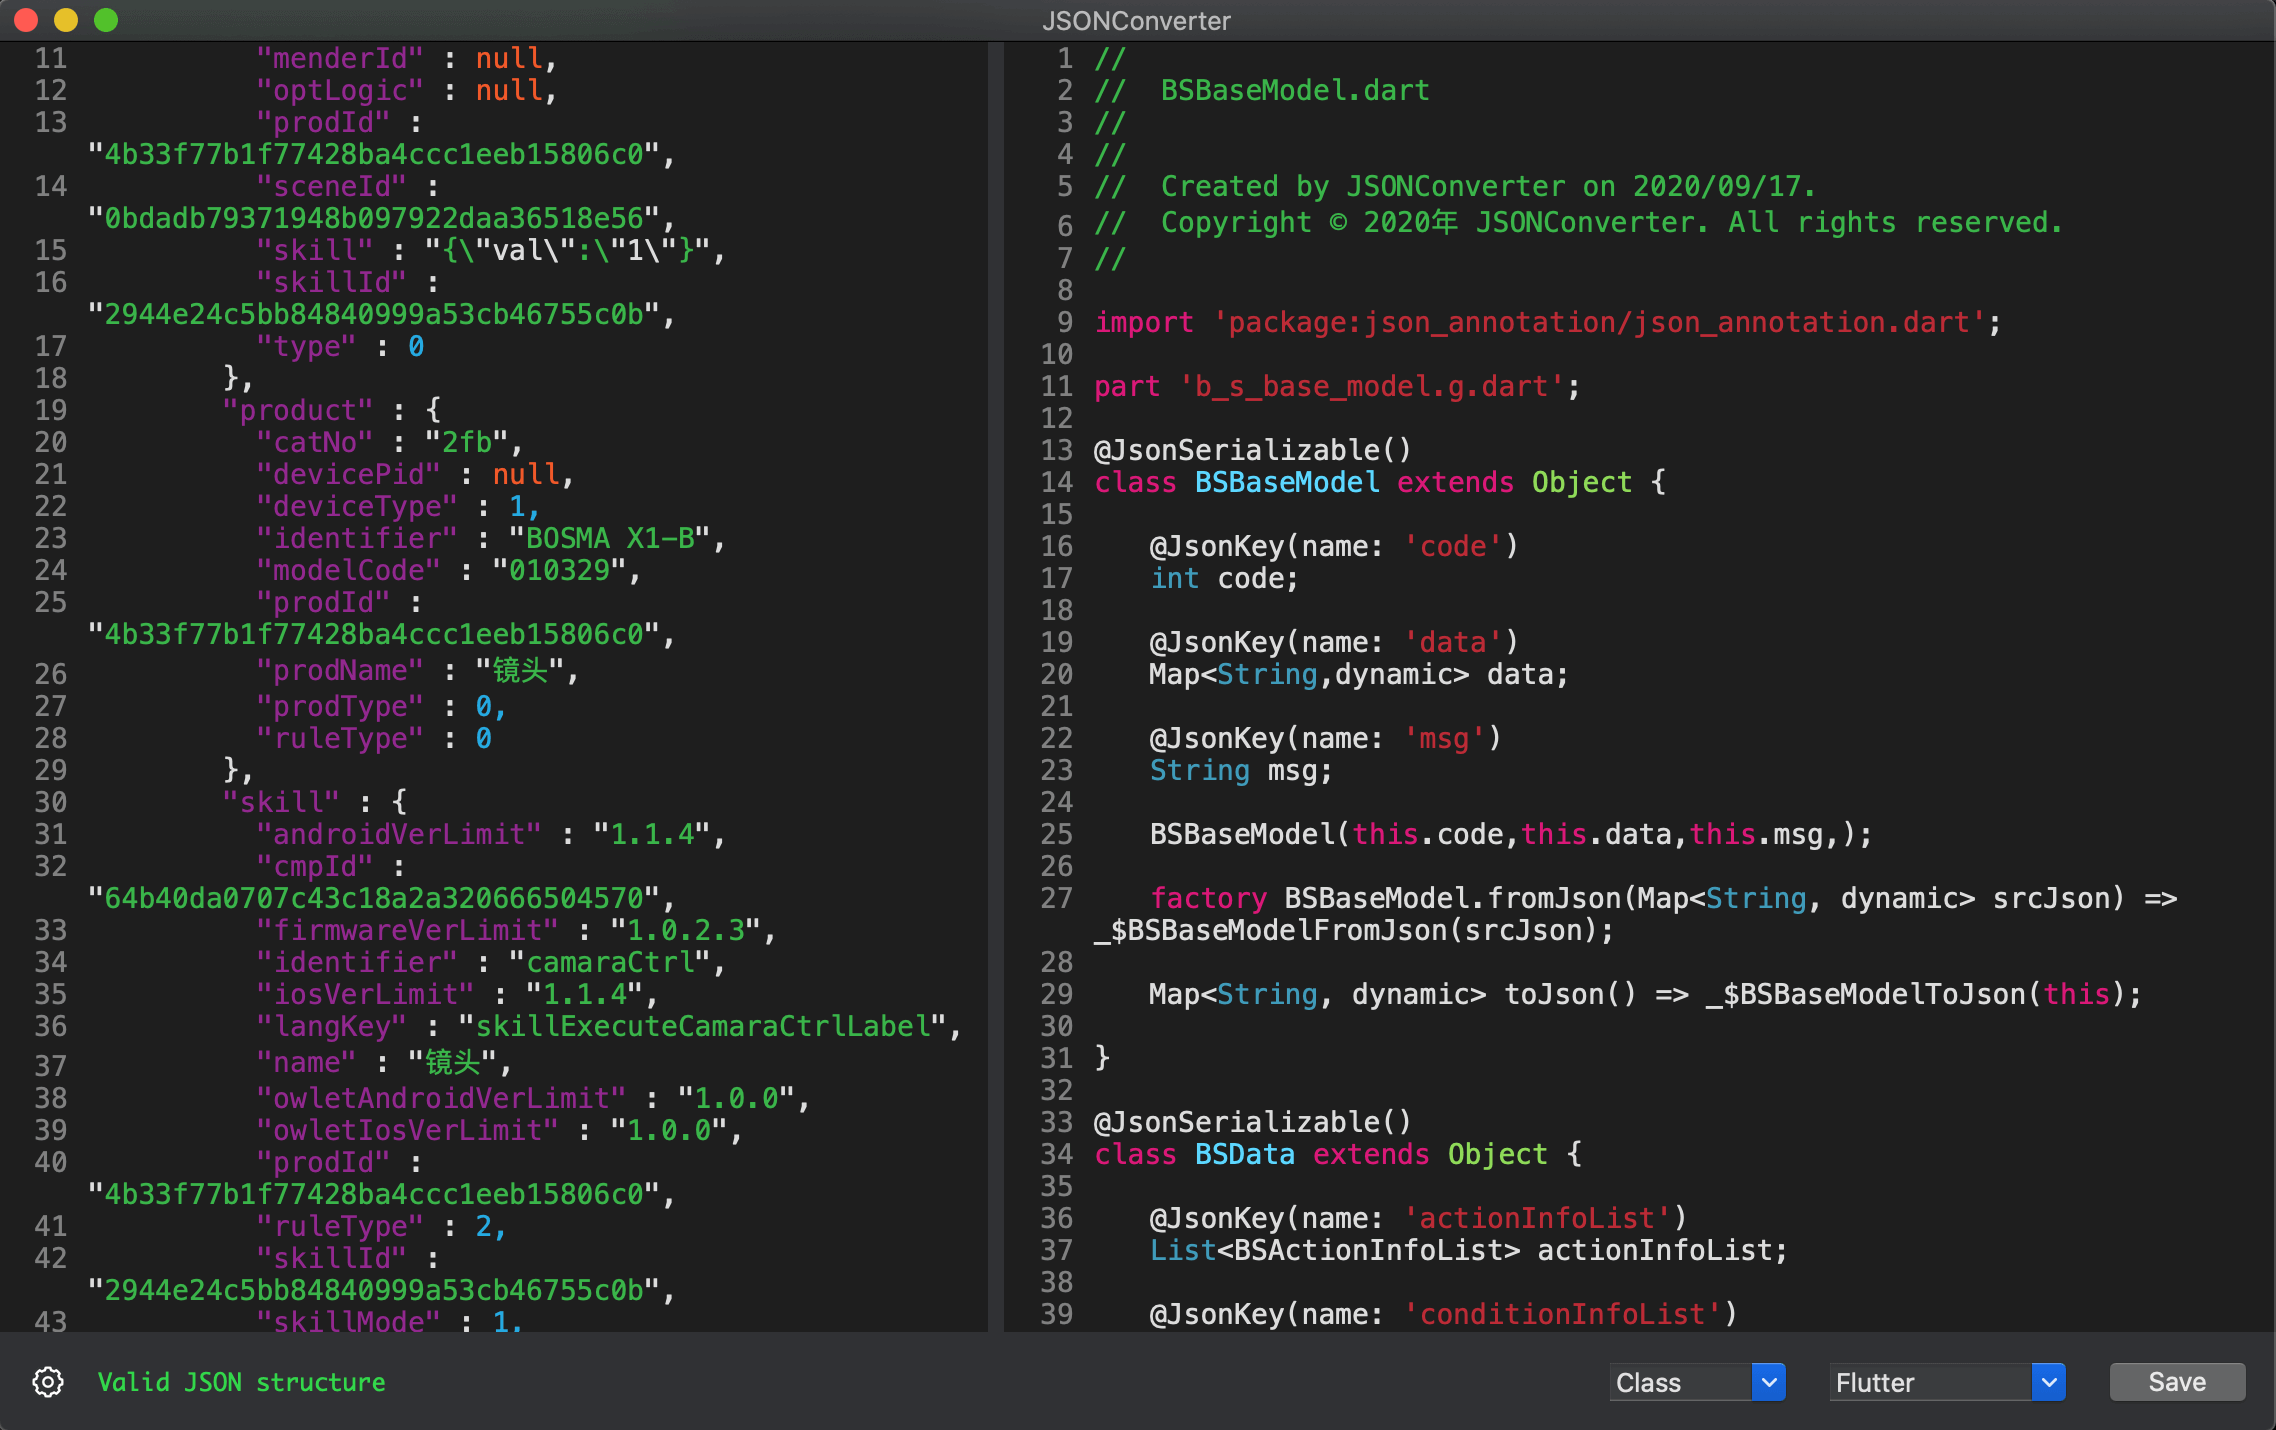 JSONConverter
11 "menderId" : null,
12 "optLogic" : null,
13 "prodId" :
"4b33f77b1f77428ba4ccc1eeb15806c0",
14 "sceneId" :
"0bdadb79371948b097922daa36518e56",
15 "skill" : "{\"val\":\"1\"}",
16 "skillId" :
"2944e24c5bb84840999a53cb46755c0b",
17 "type" : 0
18 },
19 "product" : {
20 "catNo" : "2fb",
21 "devicePid" : null,
22 "deviceType" : 1,
23 "identifier" : "BOSMA X1-B",
24 "modelCode" : "010329",
25 "prodId" :
"4b33f77b1f77428ba4ccc1eeb15806c0",
26 "prodName" : "镜头",
27 "prodType" : 0,
28 "ruleType" : 0
29 },
30 "skill" : {
31 "androidVerLimit" : "1.1.4",
32 "cmpId" :
"64b40da0707c43c18a2a320666504570",
33 "firmwareVerLimit" : "1.0.2.3",
34 "identifier" : "camaraCtrl",
35 "iosVerLimit" : "1.1.4",
36 "langKey" : "skillExecuteCamaraCtrlLabel",
37 "name" : "镜头",
38 "owletAndroidVerLimit" : "1.0.0",
39 "owletIosVerLimit" : "1.0.0",
40 "prodId" :
"4b33f77b1f77428ba4ccc1eeb15806c0",
41 "ruleType" : 2,
42 "skillId" :
"2944e24c5bb84840999a53cb46755c0b",
43 "skillMode" : 1,
1 //
2 //  BSBaseModel.dart
3 //
4 //
5 //  Created by JSONConverter on 2020/09/17.
6 //  Copyright © 2020年 JSONConverter. All rights reserved.
7 //
8
9 import 'package:json_annotation/json_annotation.dart';
10
11 part 'b_s_base_model.g.dart';
12
13 @JsonSerializable()
14 class BSBaseModel extends Object {
15
16 @JsonKey(name: 'code')
17 int code;
18
19 @JsonKey(name: 'data')
20 Map<String,dynamic> data;
21
22 @JsonKey(name: 'msg')
23 String msg;
24
25 BSBaseModel(this.code,this.data,this.msg,);
26
27 factory BSBaseModel.fromJson(Map<String, dynamic> srcJson) =>
_$BSBaseModelFromJson(srcJson);
28
29 Map<String, dynamic> toJson() => _$BSBaseModelToJson(this);
30
31 }
32
33 @JsonSerializable()
34 class BSData extends Object {
35
36 @JsonKey(name: 'actionInfoList')
37 List<BSActionInfoList> actionInfoList;
38
39 @JsonKey(name: 'conditionInfoList')
Valid JSON structure
Class
Flutter
Save